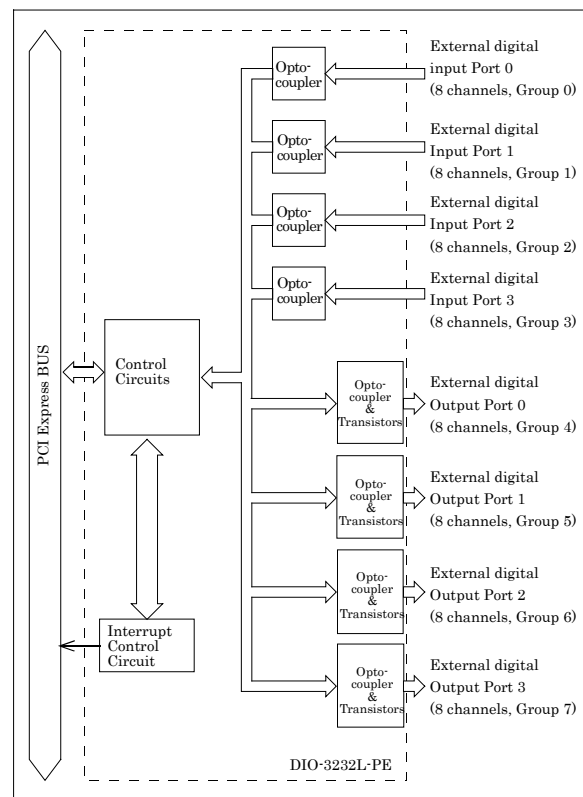 Opto-
coupler
External digital
input Port 0
(8 channels, Group 0)
Opto-
coupler
External digital
Input Port 1
(8 channels, Group 1)
Opto-
coupler
External digital
Input Port 2
(8 channels, Group 2)
Opto-
coupler
External digital
Input Port 3
(8 channels, Group 3)
PCI Express BUS
Control
Circuits
Opto-
coupler
&
Transistors
External digital
Output Port 0
(8 channels, Group 4)
Opto-
coupler
&
Transistors
External digital
Output Port 1
(8 channels, Group 5)
Opto-
coupler
&
Transistors
External digital
Output Port 2
(8 channels, Group 6)
Interrupt
Control
Circuit
Opto-
coupler
&
Transistors
External digital
Output Port 3
(8 channels, Group 7)
DIO-3232L-PE